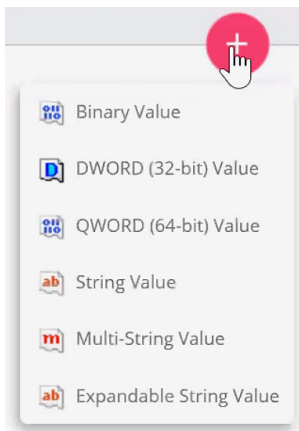 Binary Value
DWORD (32-bit) Value
QWORD (64-bit) Value
String Value
Multi-String Value
Expandable String Value